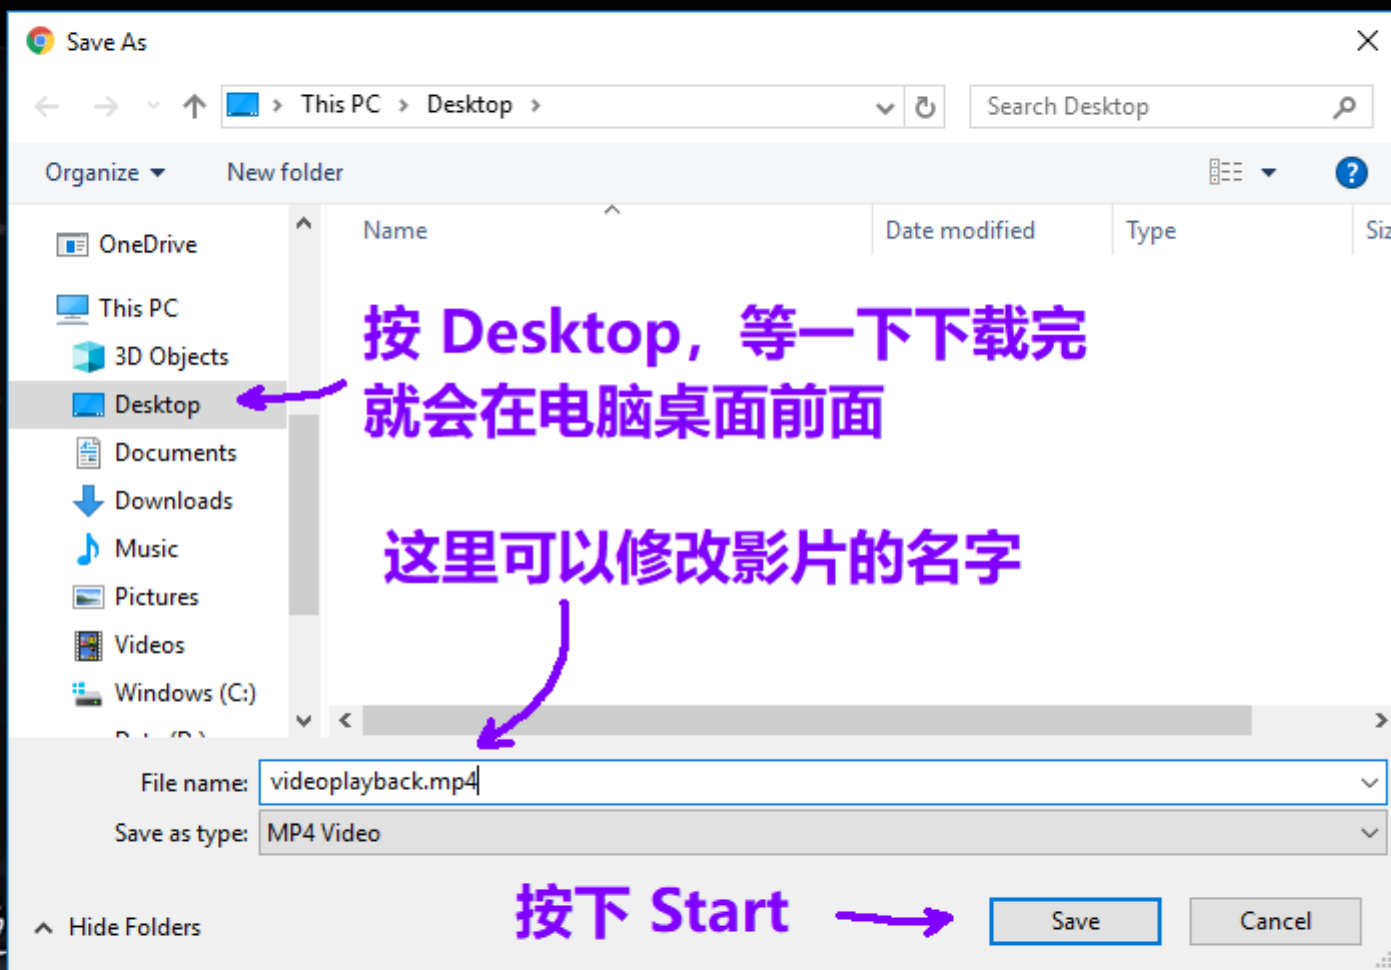 Save As
This PC > Desktop >
Search Desktop
Organize
New folder
Name
Date modified
Type
OneDrive
This PC
3D Objects
Desktop
Documents
Downloads
Music
Pictures
Videos
Windows (C:)
按 Desktop，等一下下载完
就会在电脑桌面前面
这里可以修改影片的名字
File name: videoplayback.mp4
Save as type: MP4 Video
按下 Start
Hide Folders
Save
Cancel